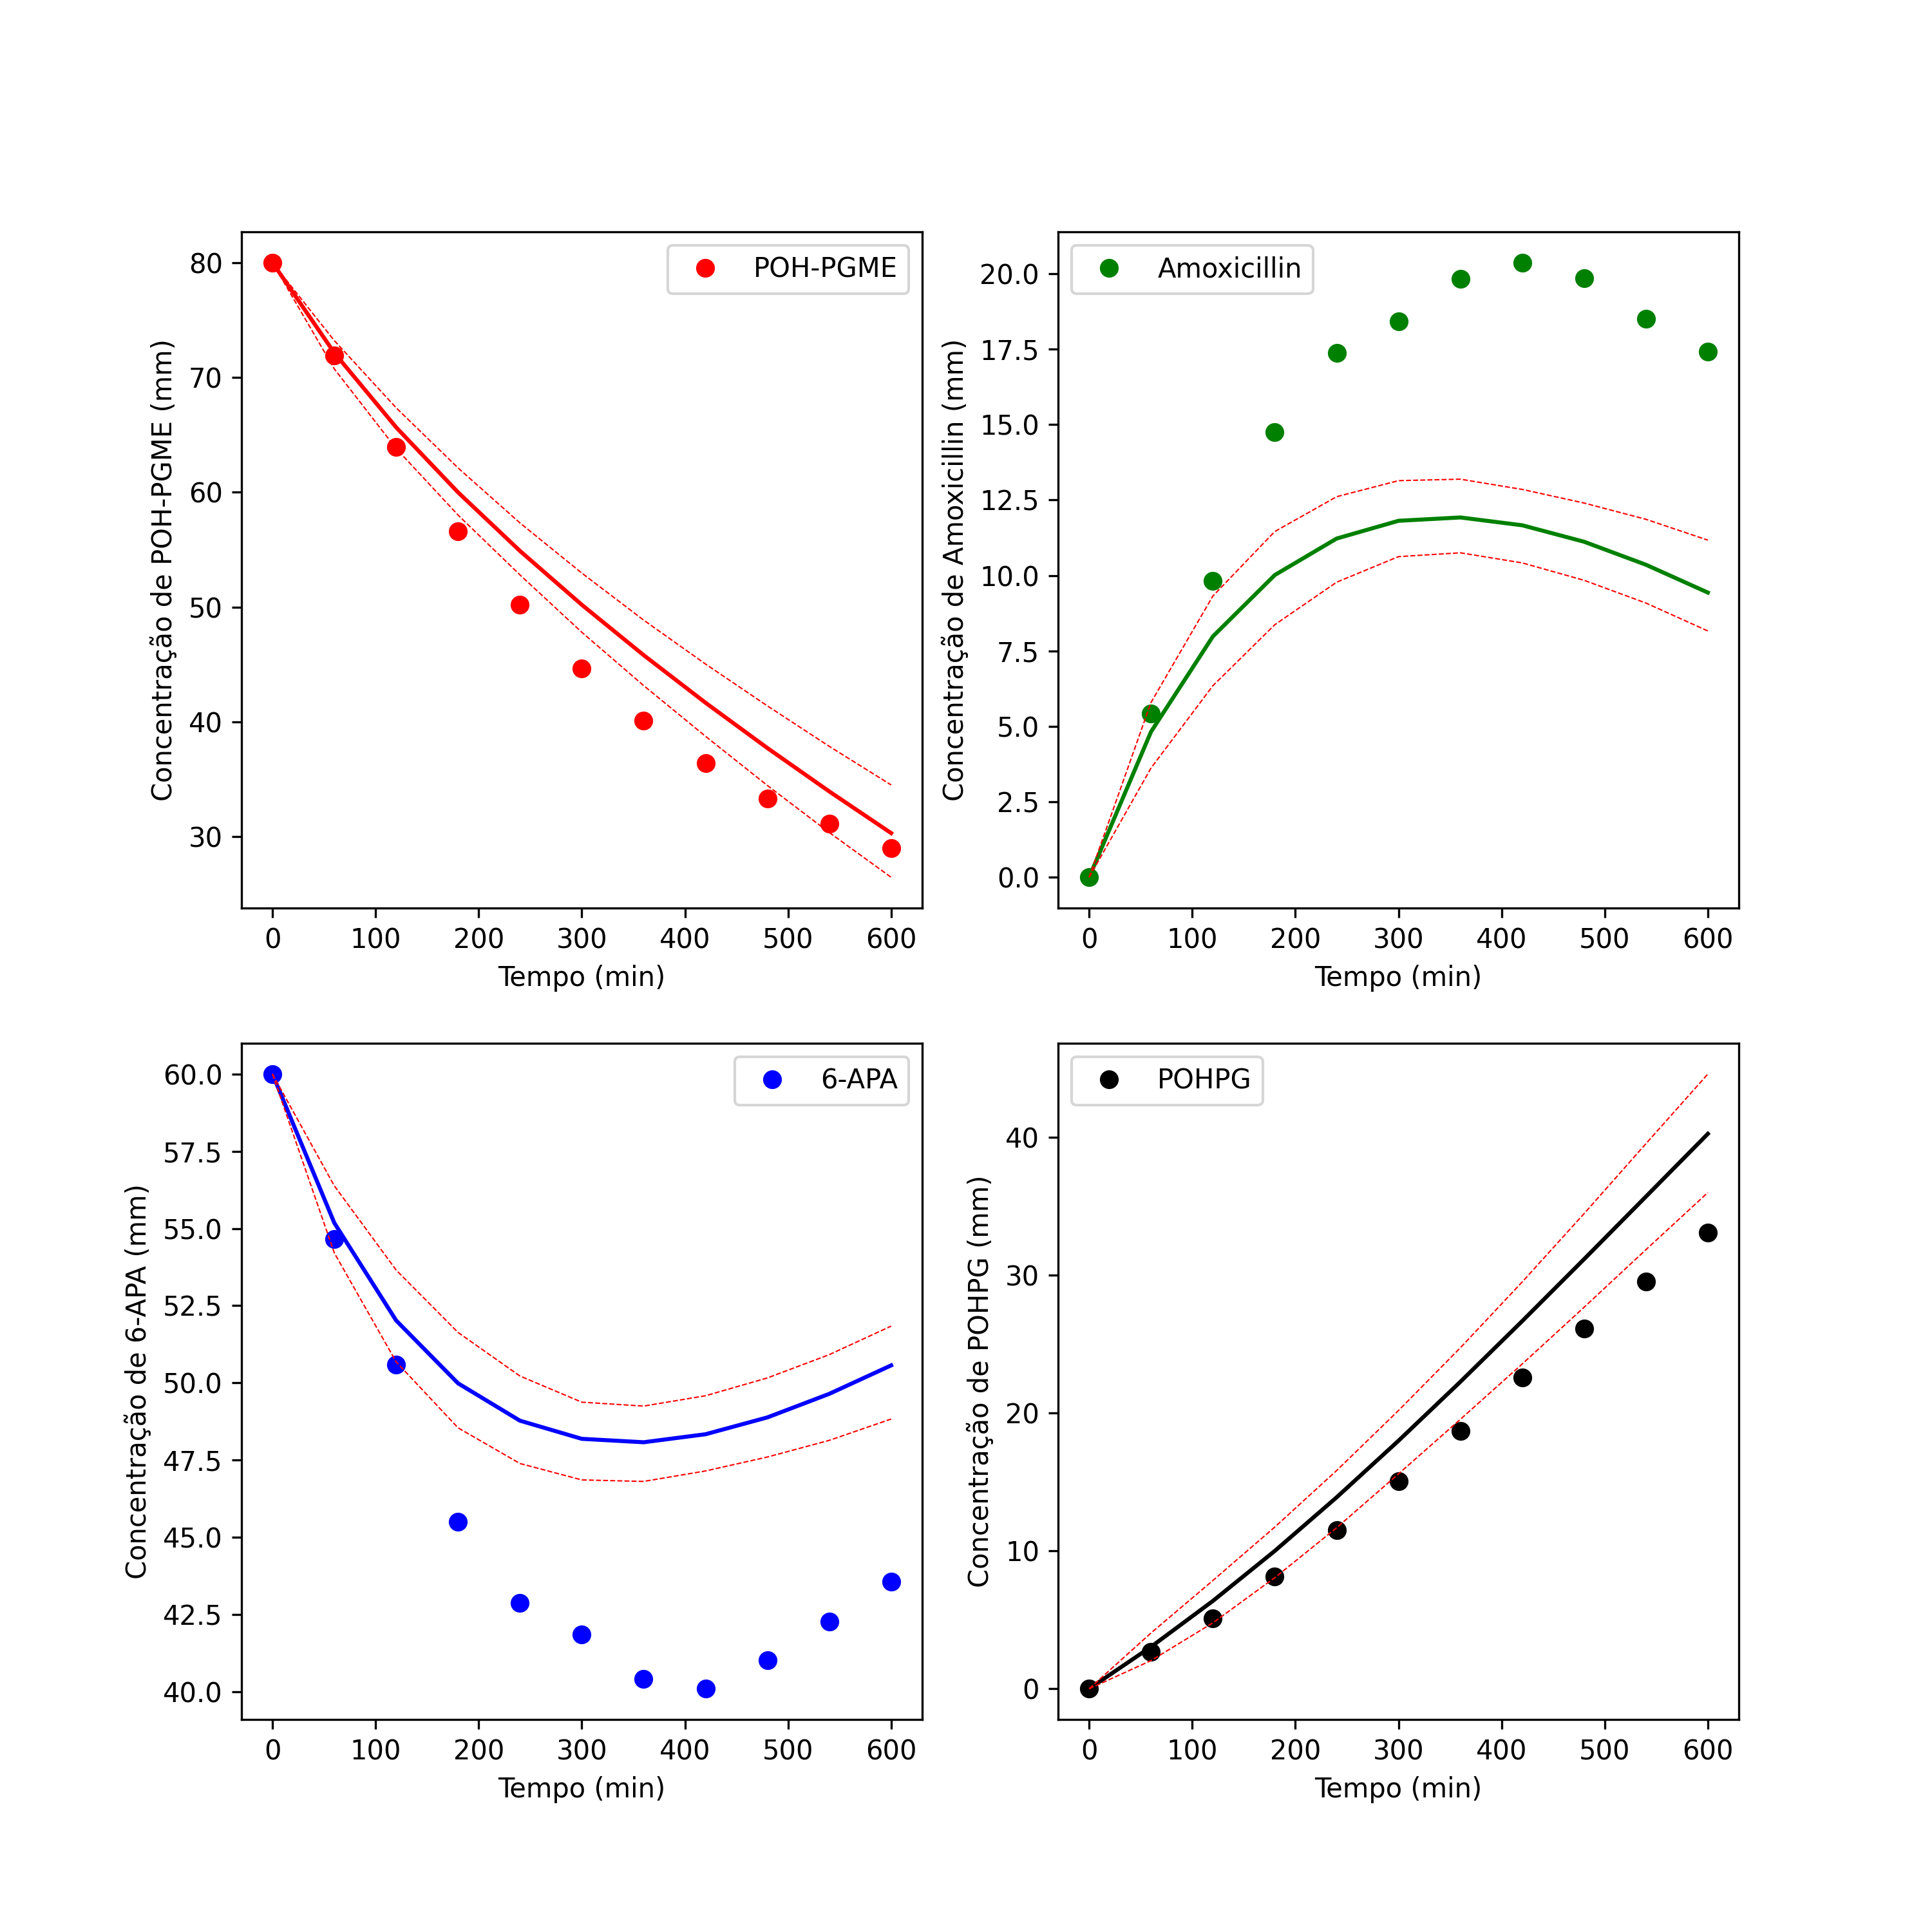 POH-PGME
80
70
60
50
40
30
Concentração de POH-PGME (mm)
0 100 200 300 400 500 600
Tempo (min)
Amoxicillin
20.0
17.5
15.0
12.5
10.0
7.5
5.0
2.5
0.0
Concentração de Amoxicillin (mm)
0 100 200 300 400 500 600
Tempo (min)
6-APA
60.0
57.5
55.0
52.5
50.0
47.5
45.0
42.5
40.0
Concentração de 6-APA (mm)
0 100 200 300 400 500 600
Tempo (min)
POHPG
40
30
20
10
0
Concentração de POHPG (mm)
0 100 200 300 400 500 600
Tempo (min)